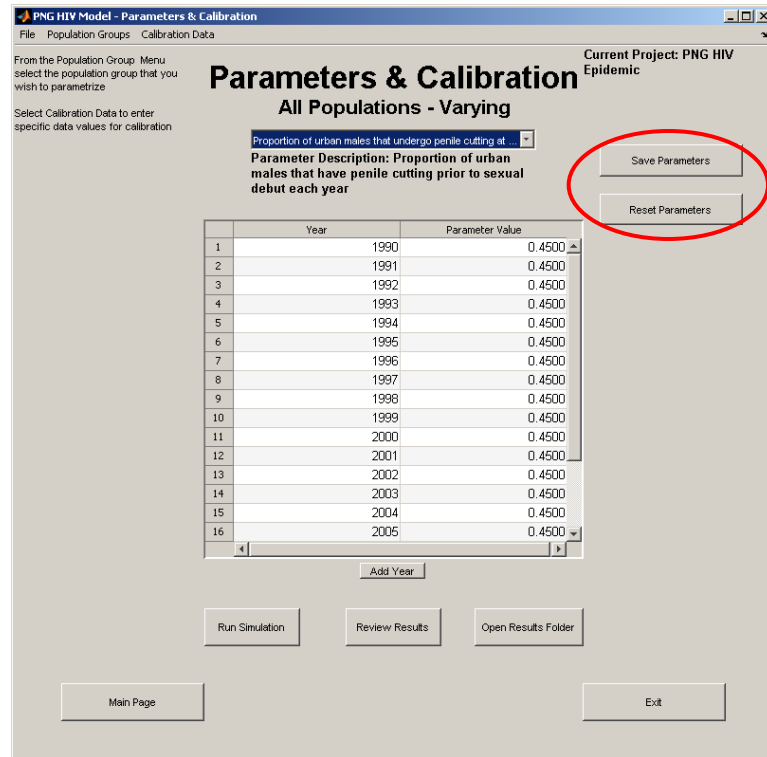 PNG HIV Model - Parameters & Calibration
File Population Groups Calibration Data
From the Population Group Menu
select the population group that you
wish to parametrize
Select Calibration Data to enter
specific data values for calibration
Parameters & Calibration
All Populations - Varying
Current Project: PNG HIV
Epidemic
Proportion of urban males that undergo penile cutting at ...
Parameter Description: Proportion of urban
males that have penile cutting prior to sexual
debut each year
Save Parameters
Reset Parameters
Year Parameter Value
1 1990 0.4500
2 1991 0.4500
3 1992 0.4500
4 1993 0.4500
5 1994 0.4500
6 1995 0.4500
7 1996 0.4500
8 1997 0.4500
9 1998 0.4500
10 1999 0.4500
11 2000 0.4500
12 2001 0.4500
13 2002 0.4500
14 2003 0.4500
15 2004 0.4500
16 2005 0.4500
Add Year
Run Simulation Review Results Open Results Folder
Main Page Exit